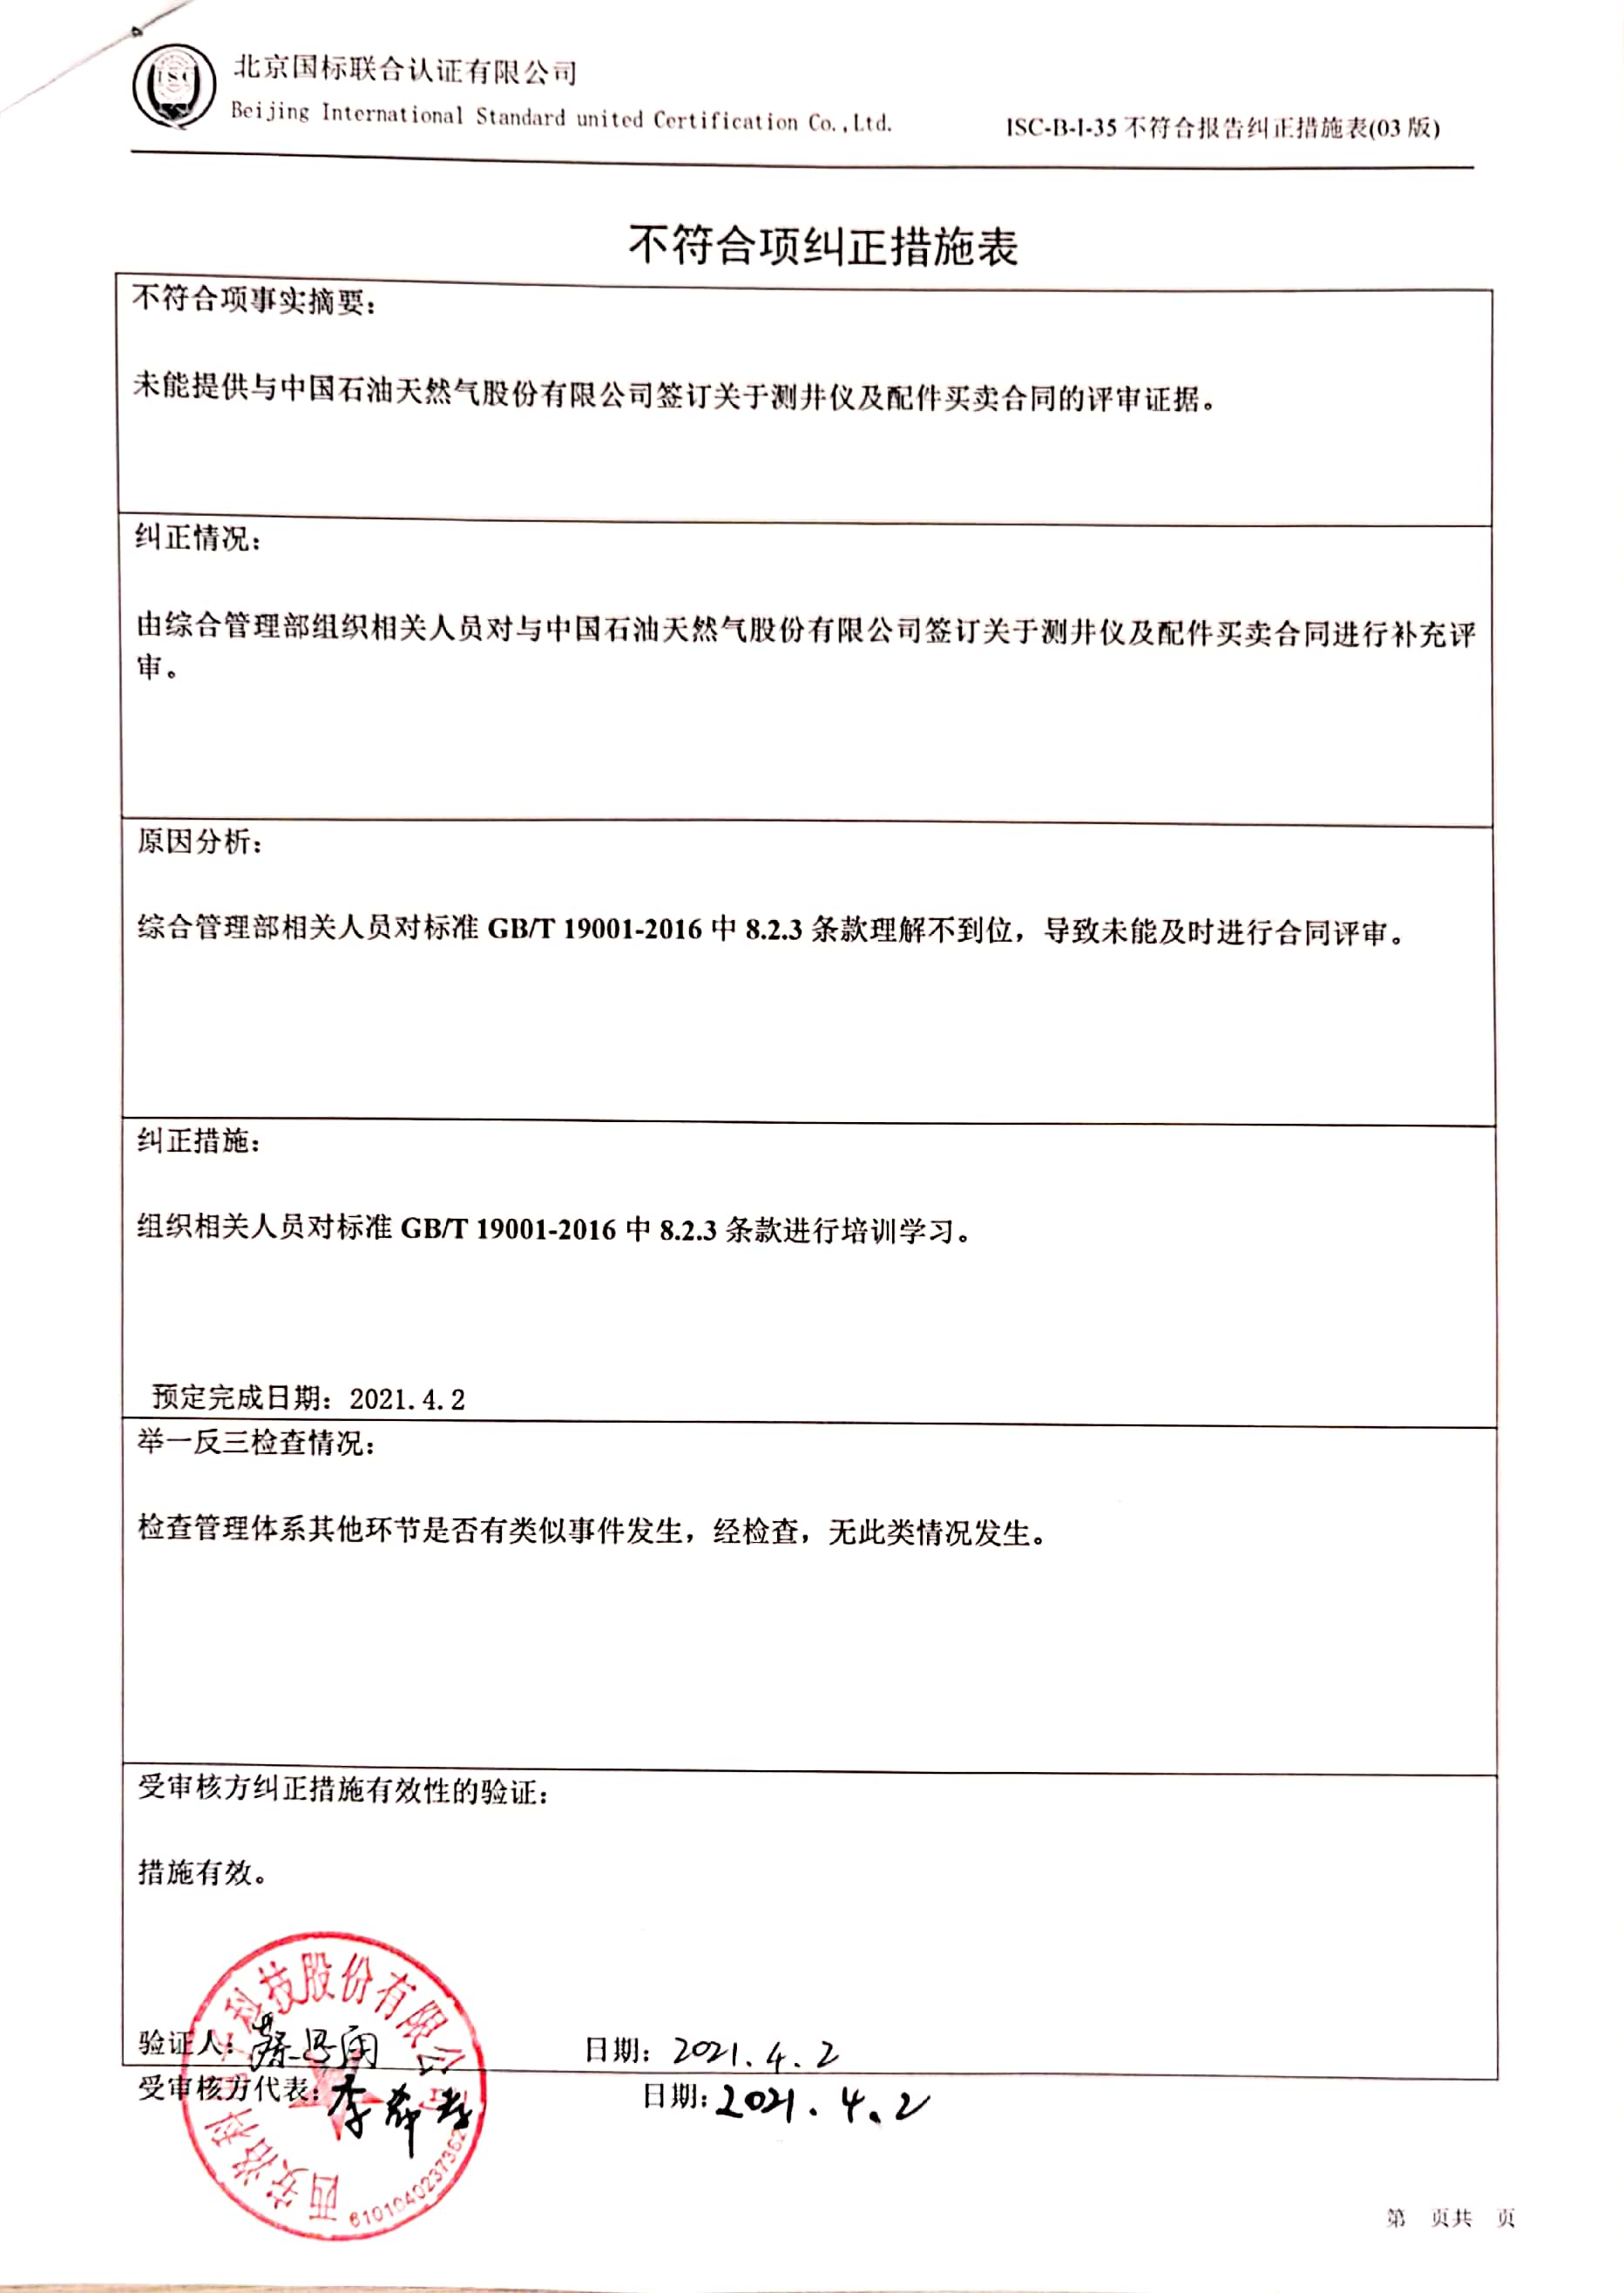 北京国标联合认证有限公司
Beijing International Standard united Certification Co.,Ltd.
ISC-B-I-35 不符合报告纠正措施表(03 版)
不符合项纠正措施表
不符合项事实摘要：
未能提供与中国石油天然气股份有限公司签订关于测井仪及配件买卖合同的评审证据。
纠正情况：
由综合管理部组织相关人员对与中国石油天然气股份有限公司签订关于测井仪及配件买卖合同进行补充评
审。
原因分析：
综合管理部相关人员对标准 GB/T 19001-2016 中 8.2.3 条款理解不到位，导致未能及时进行合同评审。
纠正措施：
组织相关人员对标准 GB/T 19001-2016 中 8.2.3 条款进行培训学习。
预定完成日期：2021.4.2
举一反三检查情况：
检查管理体系其他环节是否有类似事件发生，经检查，无此类情况发生。
受审核方纠正措施有效性的验证：
措施有效。
验证人： 日期：2021.4.2
受审核方代表： 日期：2021.4.2
科技股份有限公
6101040237362
第 页共 页